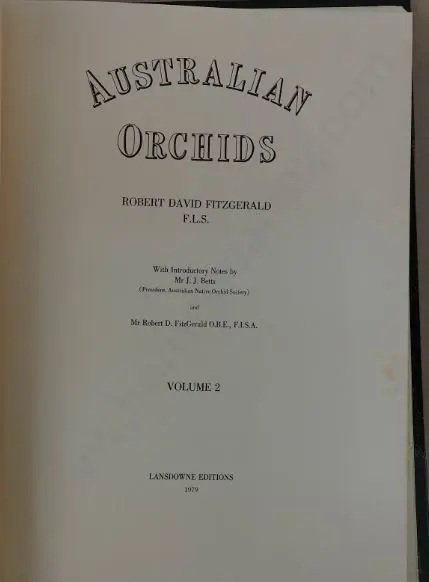 AUSTRALIAN
ORCHIDS
ROBERT DAVID FITZGERALD
F.L.S.
With Introductory Notes by
Mr J. J. Betts
(President, Australian Native Orchid Society)
and
Mr Robert D. FitzGerald O.B.E., F.I.S.A.
VOLUME 2
LANSDOWNE EDITIONS
1979